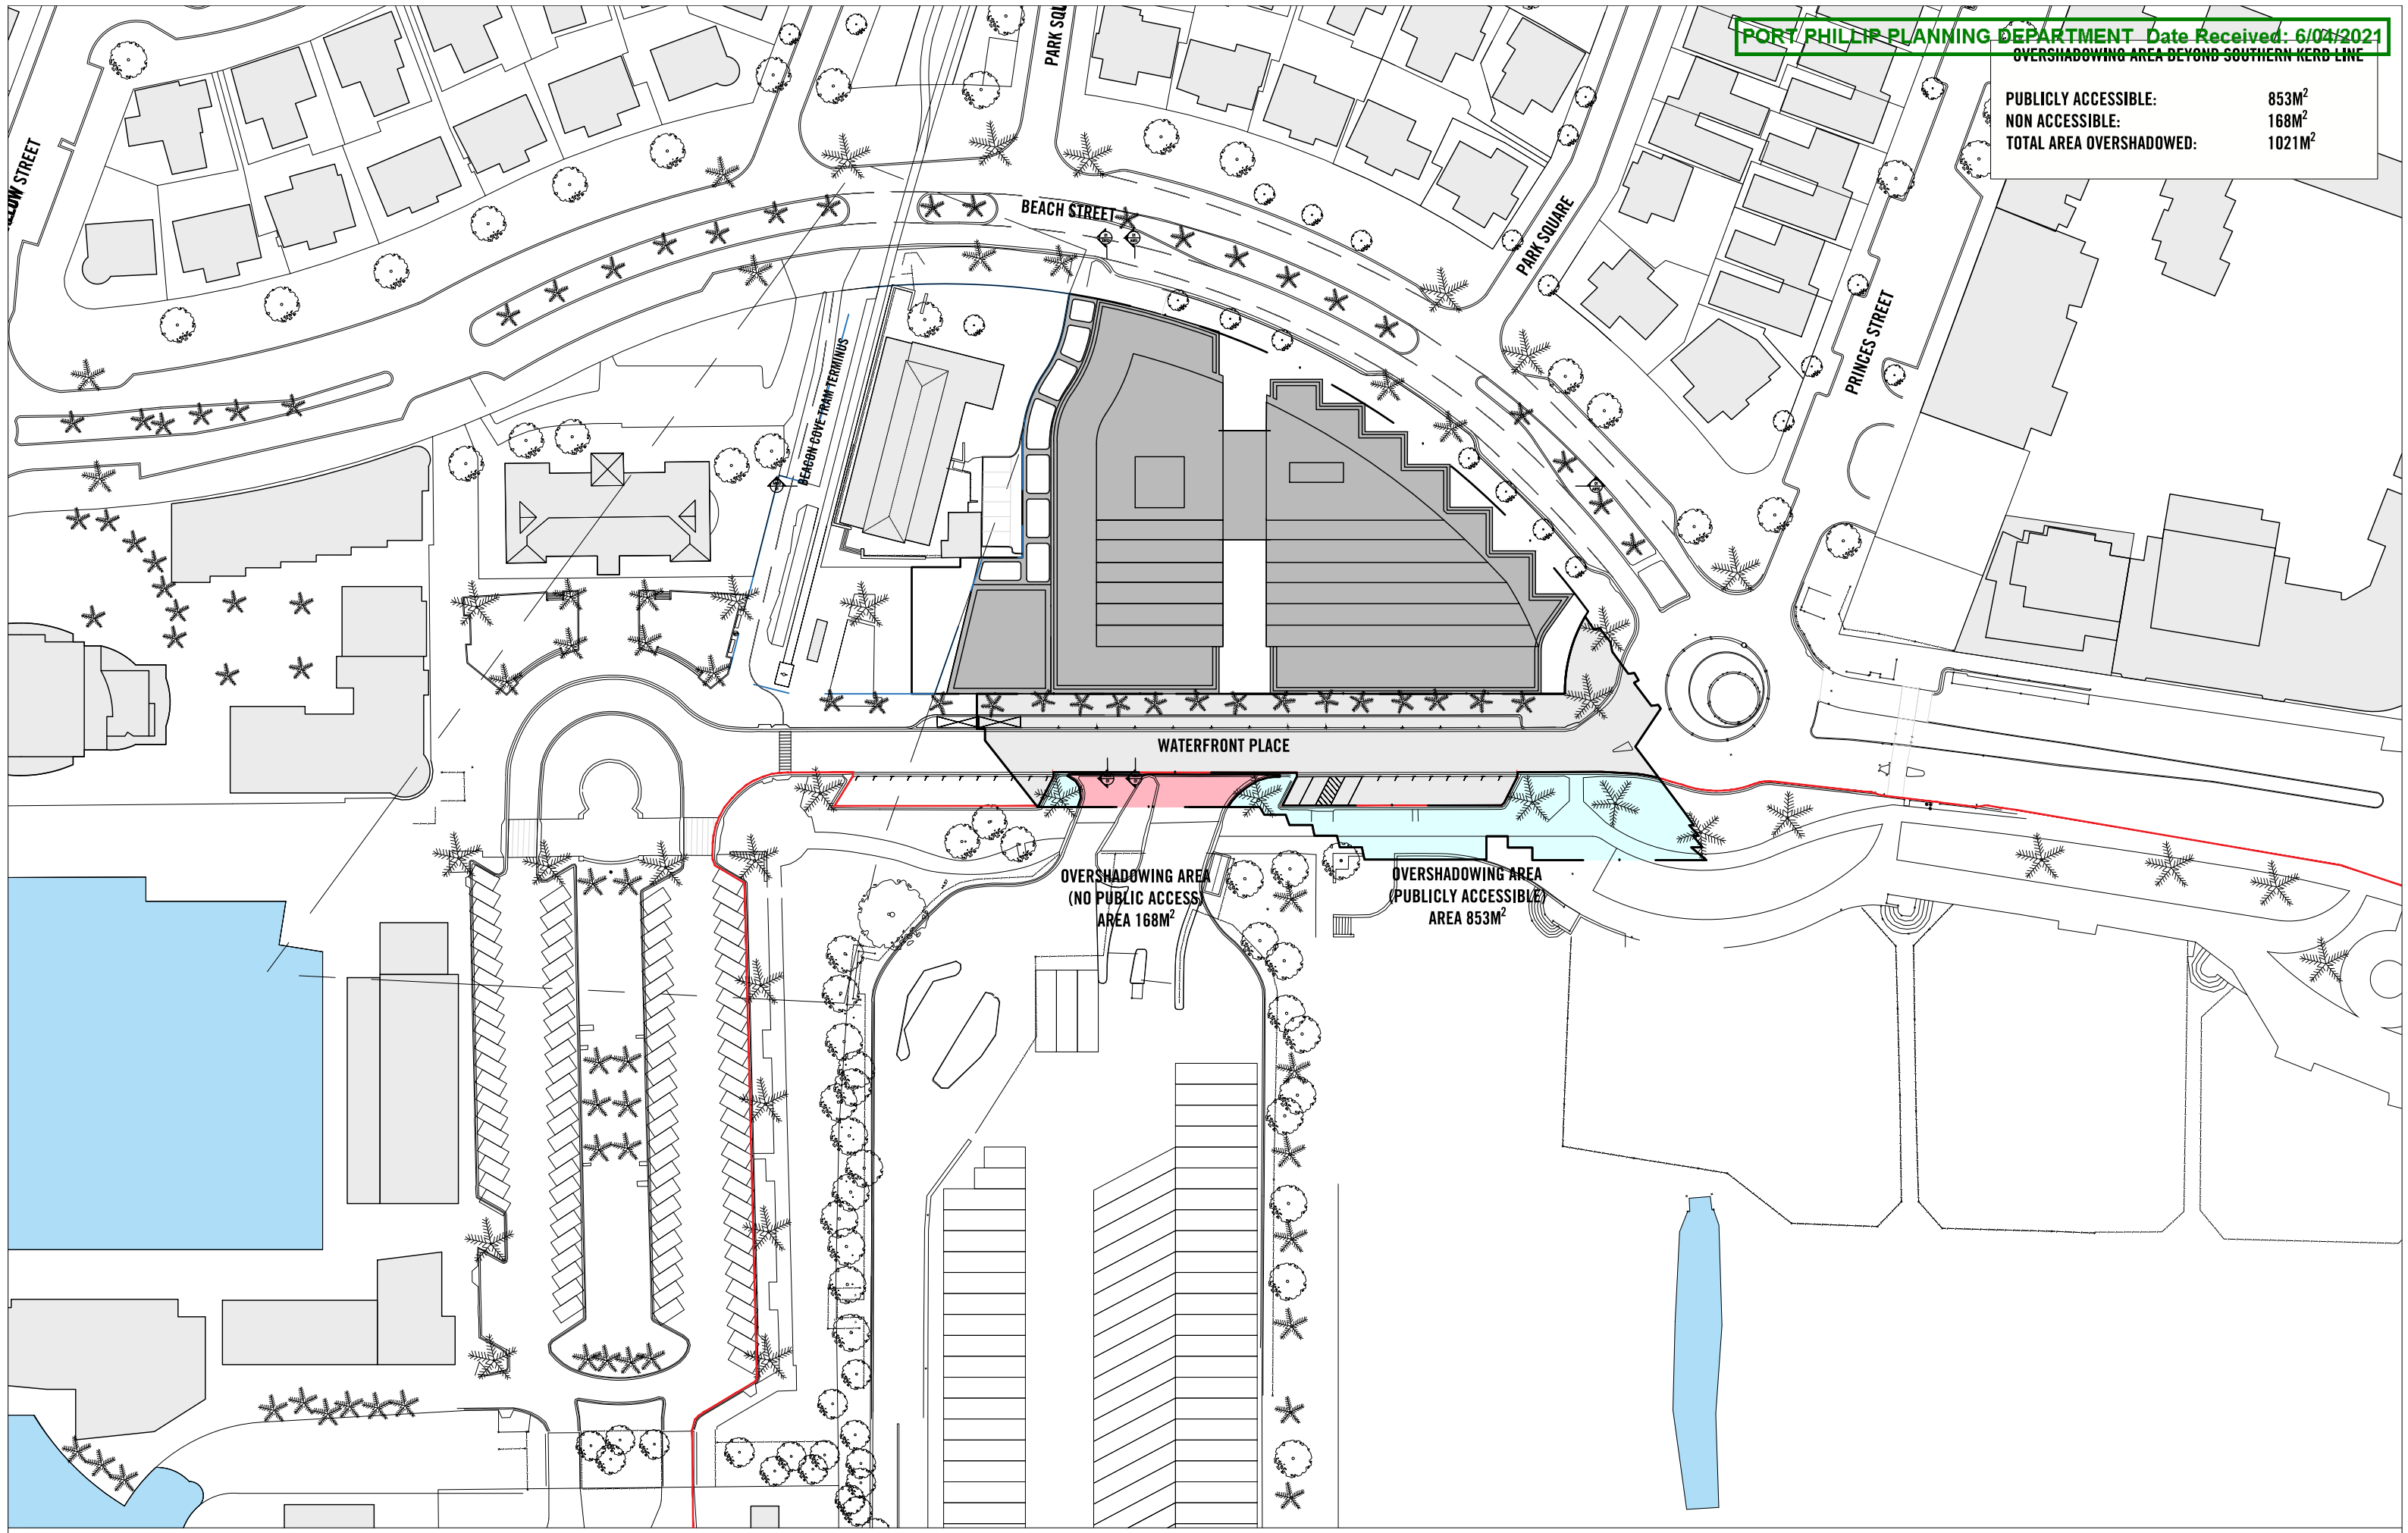 PORT PHILLIP PLANNING DEPARTMENT Date Received: 6/04/2021
OVERSHADOWING AREA BEYOND SOUTHERN KERB LINE
PUBLICLY ACCESSIBLE: 853M²
NON ACCESSIBLE: 168M²
TOTAL AREA OVERSHADOWED: 1021M²
PARK SQU
STREET
BEACH STREET
PARK SQUARE
PRINCES STREET
BEACON COVE TRAM TERMINUS
WATERFRONT PLACE
OVERSHADOWING AREA
(NO PUBLIC ACCESS)
AREA 168M²
OVERSHADOWING AREA
(PUBLICLY ACCESSIBLE)
AREA 853M²